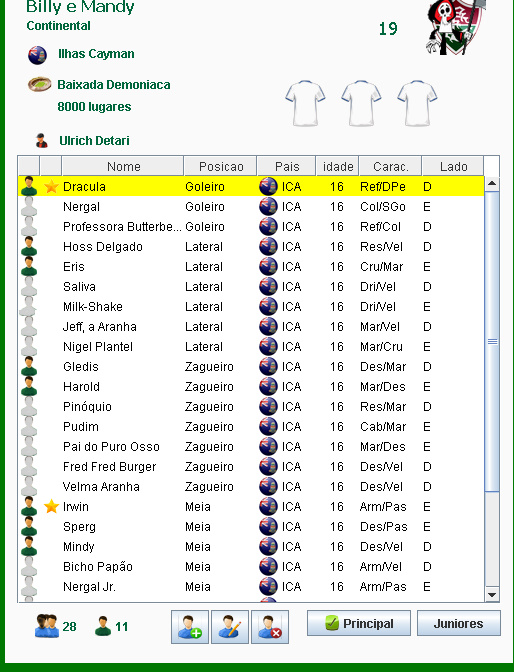 Billy e Mandy
Continental
19
Ilhas Cayman
Baixada Demoniaca
8000 lugares
Ulrich Detari
Nome Posicao Pais idade Carac. Lado
Dracula Goleiro ICA 16 Ref/DPe D
Nergal Goleiro ICA 16 Col/SGo E
Professora Butterbe... Goleiro ICA 16 Ref/Col D
Hoss Delgado Lateral ICA 16 Res/Vel D
Eris Lateral ICA 16 Cru/Mar E
Saliva Lateral ICA 16 Dri/Vel D
Milk-Shake Lateral ICA 16 Dri/Vel E
Jeff, a Aranha Lateral ICA 16 Mar/Vel D
Nigel Plantel Lateral ICA 16 Mar/Cru E
Gledis Zagueiro ICA 16 Des/Mar D
Harold Zagueiro ICA 16 Mar/Des E
Pinóquio Zagueiro ICA 16 Res/Mar D
Pudim Zagueiro ICA 16 Cab/Mar E
Pai do Puro Osso Zagueiro ICA 16 Mar/Des E
Fred Fred Burger Zagueiro ICA 16 Des/Vel D
Velma Aranha Zagueiro ICA 16 Des/Vel D
Irwin Meia ICA 16 Arm/Pas E
Sperg Meia ICA 16 Des/Pas E
Mindy Meia ICA 16 Des/Vel D
Bicho Papão Meia ICA 16 Arm/Vel D
Nergal Jr. Meia ICA 16 Arm/Pas E
28 11 Principal Juniores